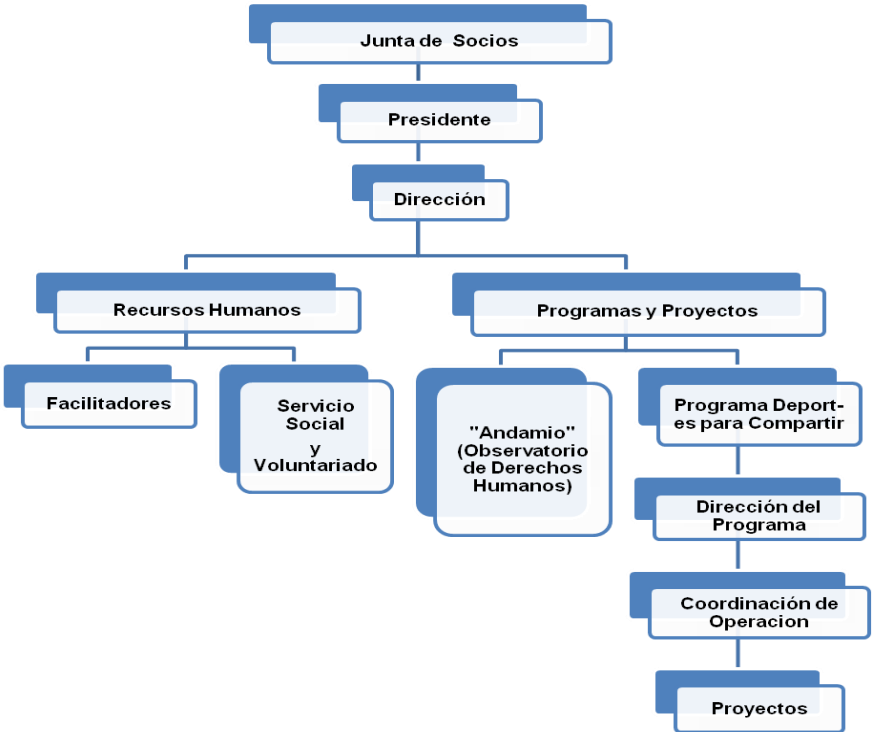 Junta de Socios
Presidente
Dirección
Recursos Humanos
Programas y Proyectos
Facilitadores
Servicio
Social
y
Voluntariado
"Andamio"
(Observatorio
de Derechos
Humanos)
Programa Deport-
es para Compartir
Dirección del
Programa
Coordinación de
Operacion
Proyectos